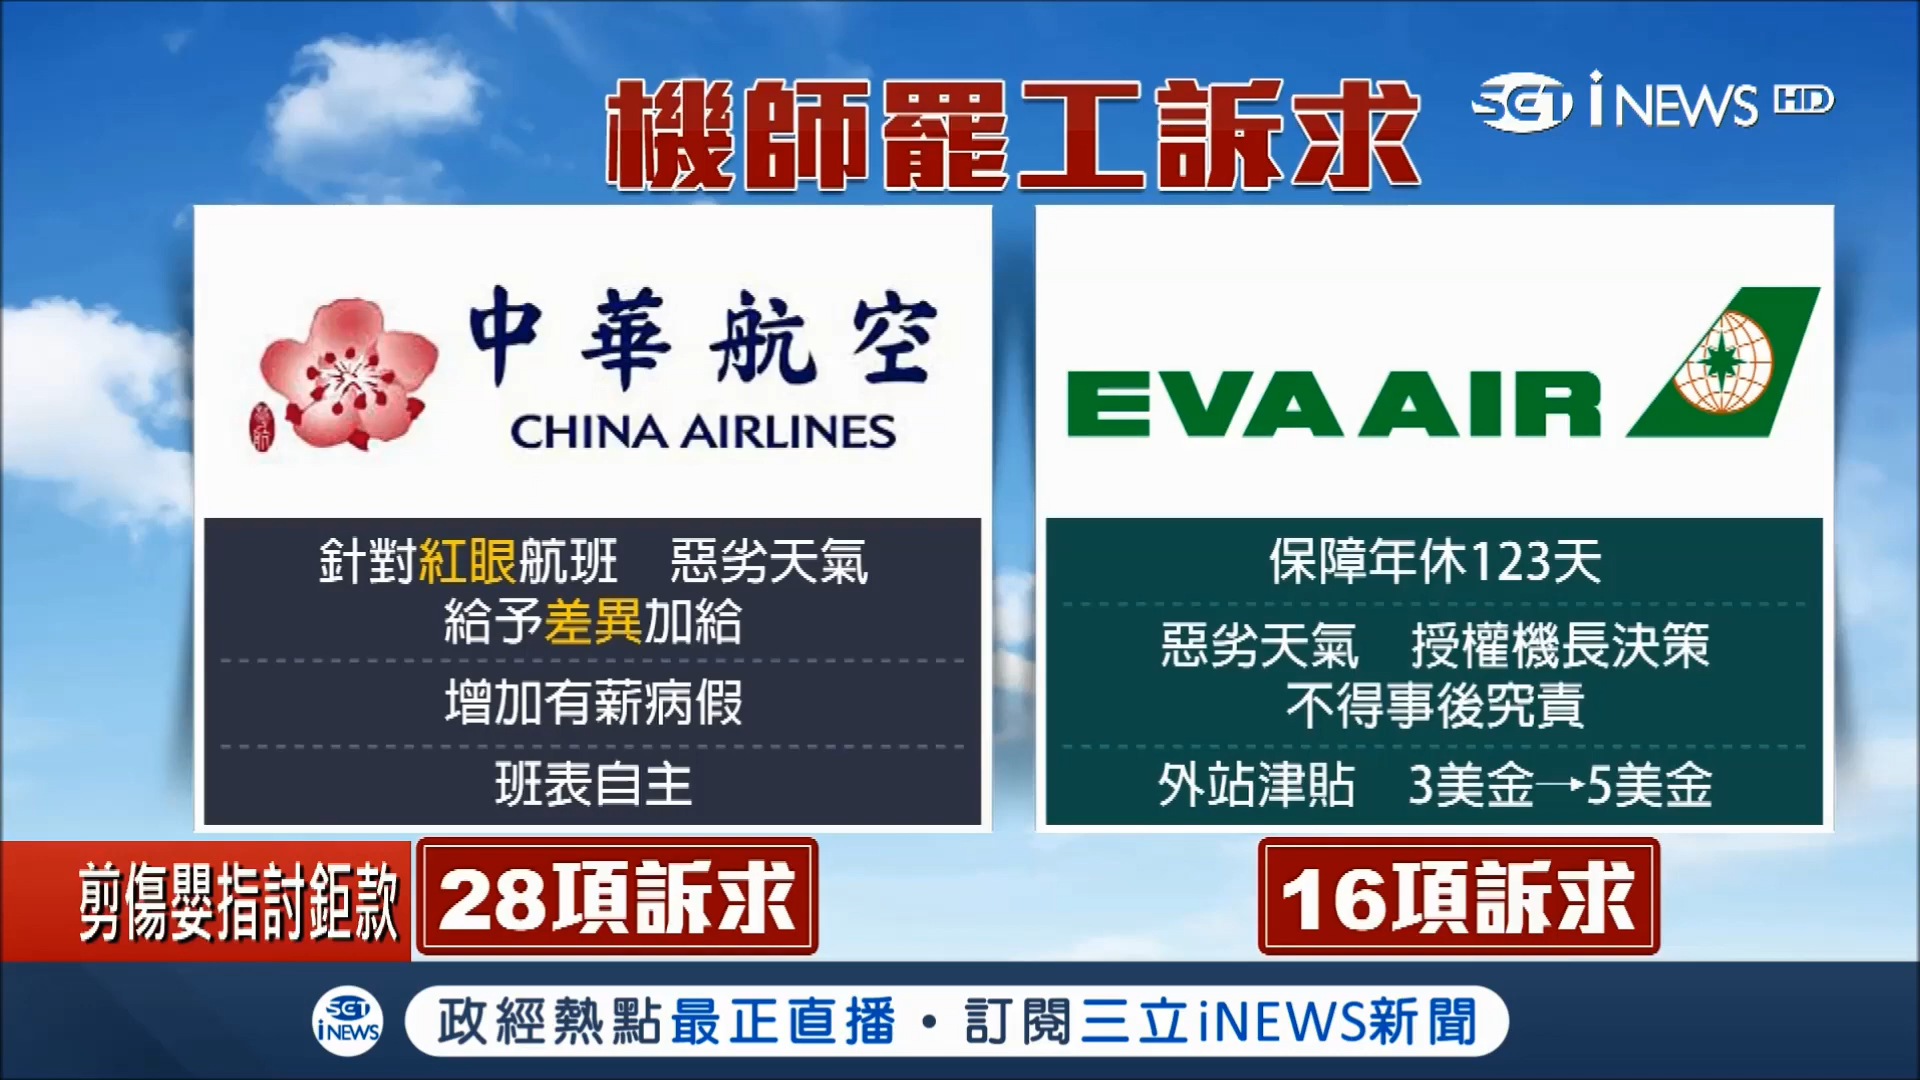 機師罷工訴求
SET iNEWS HD
中華航空
華航
CHINA AIRLINES
針對紅眼航班 惡劣天氣
給予差異加給
增加有薪病假
班表自主
28項訴求
EVA AIR
保障年休123天
惡劣天氣 授權機長決策
不得事後究責
外站津貼 3美金→5美金
16項訴求
剪傷嬰指討鉅款
SET
iNEWS
政經熱點最正直播・訂閱三立iNEWS新聞